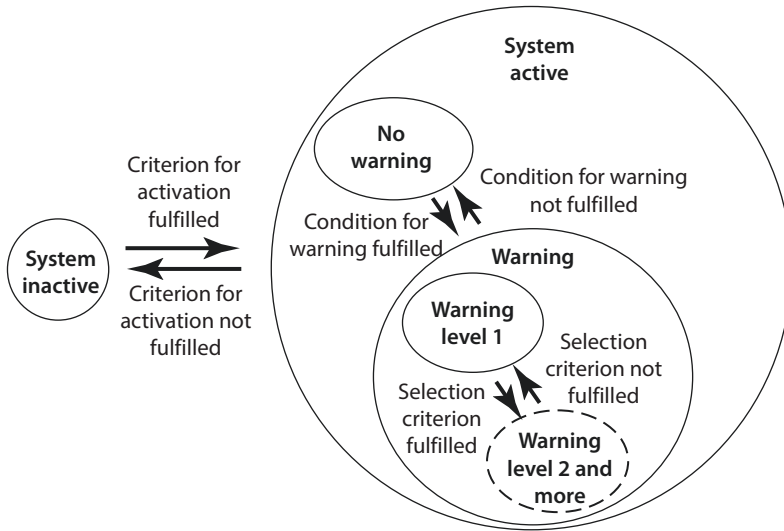 System
active
No
warning
Criterion for
activation
fulfilled
Condition for warning
not fulfilled
Condition for
warning fulfilled
System
inactive
Warning
Criterion for
activation not
fulfilled
Warning
level 1
Selection
criterion not
fulfilled
Selection
criterion
fulfilled
Warning
level 2 and
more